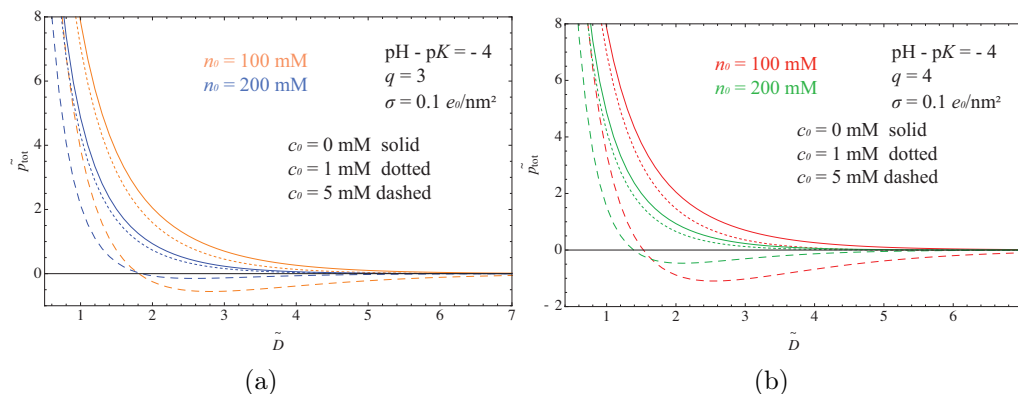 n₀ = 100 mM
n₀ = 200 mM
pH - pK = - 4
q = 3
σ = 0.1 e₀/nm²
c₀ = 0 mM solid
c₀ = 1 mM dotted
c₀ = 5 mM dashed
p̃tot
8
6
4
2
0
1 2 3 4 5 6 7
D̃
(a)
n₀ = 100 mM
n₀ = 200 mM
pH - pK = - 4
q = 4
σ = 0.1 e₀/nm²
c₀ = 0 mM solid
c₀ = 1 mM dotted
c₀ = 5 mM dashed
p̃tot
8
6
4
2
0
2
1 2 3 4 5 6
D̃
(b)